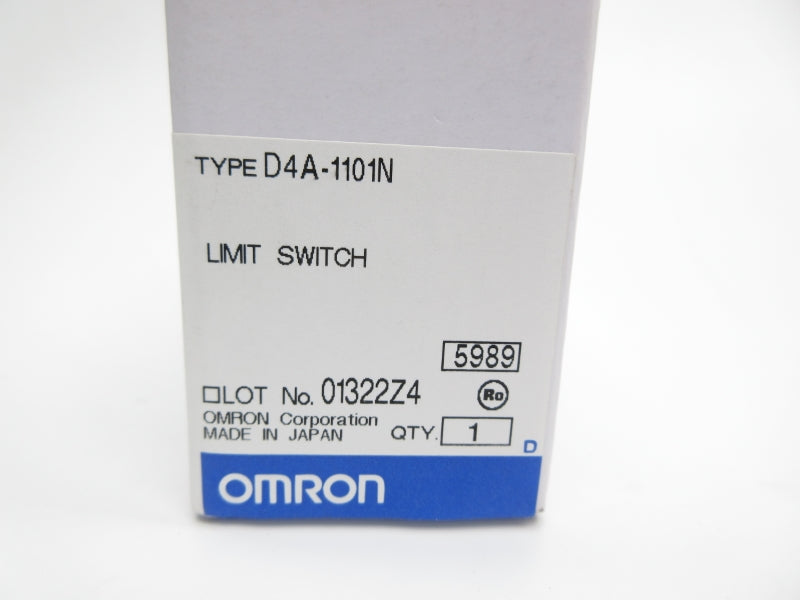 TYPE D4A-1101N
LIMIT SWITCH
5989
LOT No. 01322Z4 Ro
OMRON Corporation
MADE IN JAPAN QTY. 1
D
OMRON